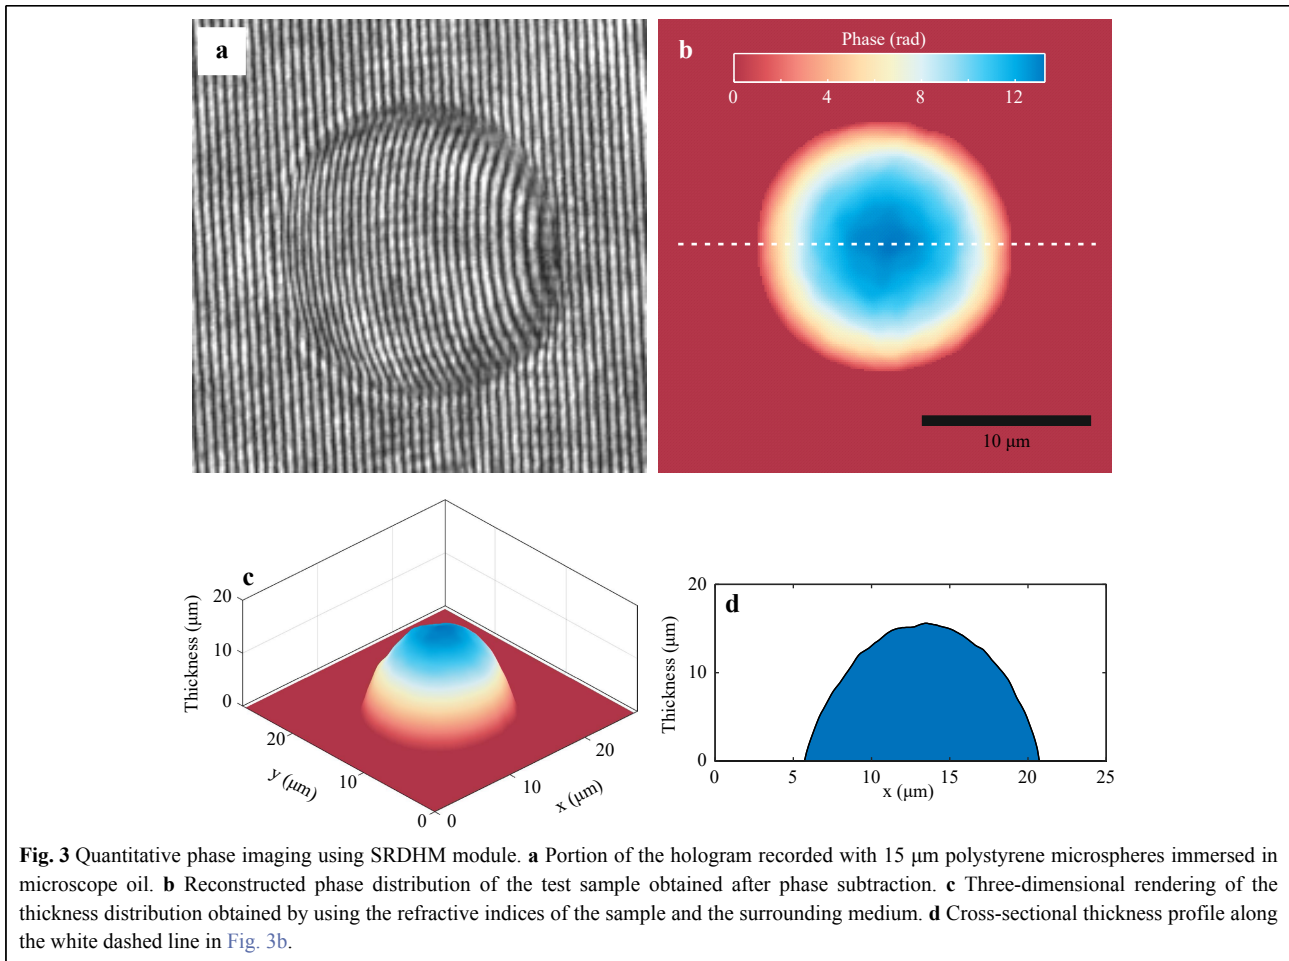 a
b
Phase (rad)
0 4 8 12
10 μm
c
Thickness (μm)
20
10
0
20
10
0
y (μm)
0
10
20
x (μm)
d
Thickness (μm)
20
10
0
0 5 10 15 20 25
x (μm)
Fig. 3 Quantitative phase imaging using SRDHM module. a Portion of the hologram recorded with 15 μm polystyrene microspheres immersed in
microscope oil. b Reconstructed phase distribution of the test sample obtained after phase subtraction. c Three-dimensional rendering of the
thickness distribution obtained by using the refractive indices of the sample and the surrounding medium. d Cross-sectional thickness profile along
the white dashed line in Fig. 3b.